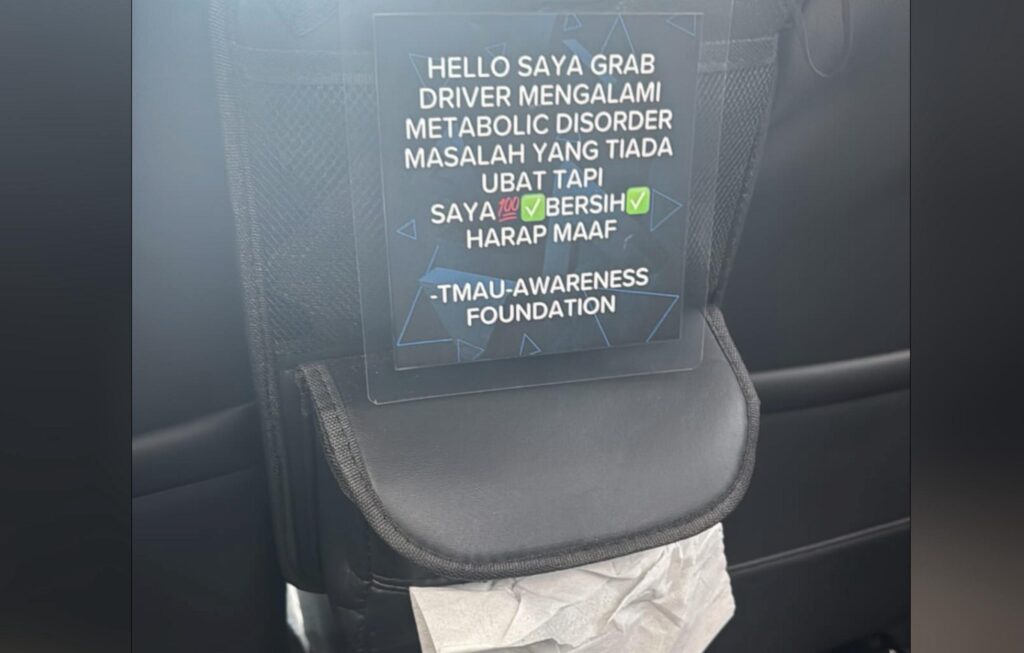 HELLO SAYA GRAB
DRIVER MENGALAMI
METABOLIC DISORDER
MASALAH YANG TIADA
UBAT TAPI
SAYA💯✅BERSIH✅
HARAP MAAF
-TMAU-AWARENESS
FOUNDATION